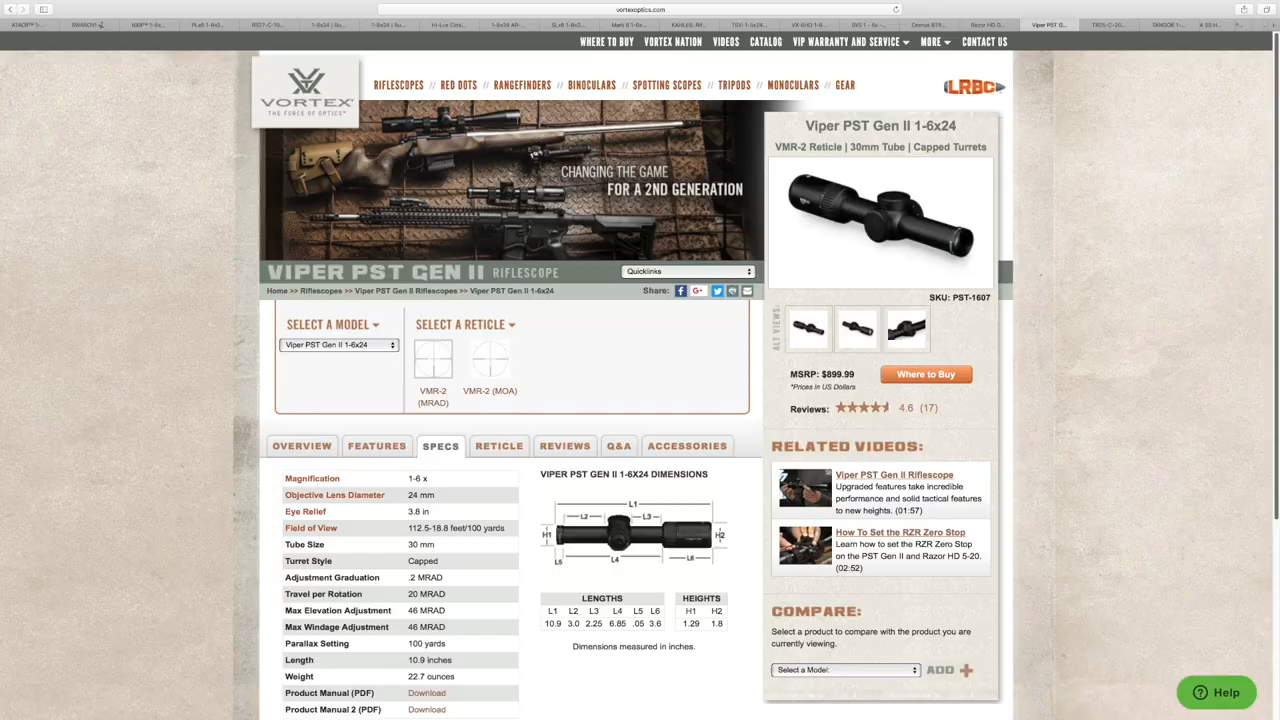 vortexoptics.com
SWAROVSKI
Viper PST G...
WHERE TO BUY VORTEX NATION VIDEOS CATALOG VIP WARRANTY AND SERVICE MORE CONTACT US
VORTEX
THE FORCE OF OPTICS
RIFLESCOPES // RED DOTS // RANGEFINDERS // BINOCULARS // SPOTTING SCOPES // TRIPODS // MONOCULARS // GEAR
LRBC
CHANGING THE GAME
FOR A 2ND GENERATION
VIPER PST GEN II RIFLESCOPE
Quicklinks
Home >> Riflescopes >> Viper PST Gen II Riflescopes >> Viper PST Gen II 1-6x24
Share:
SELECT A MODEL
Viper PST Gen II 1-6x24
SELECT A RETICLE
VMR-2
(MRAD)
VMR-2 (MOA)
OVERVIEW FEATURES SPECS RETICLE REVIEWS Q&A ACCESSORIES
Magnification 1-6 x
Objective Lens Diameter 24 mm
Eye Relief 3.8 in
Field of View 112.5-18.8 feet/100 yards
Tube Size 30 mm
Turret Style Capped
Adjustment Graduation .2 MRAD
Travel per Rotation 20 MRAD
Max Elevation Adjustment 46 MRAD
Max Windage Adjustment 46 MRAD
Parallax Setting 100 yards
Length 10.9 inches
Weight 22.7 ounces
Product Manual (PDF) Download
Product Manual 2 (PDF) Download
VIPER PST GEN II 1-6X24 DIMENSIONS
L1
L2 L3
H1 H2
L5 L4 L6
LENGTHS HEIGHTS
L1 L2 L3 L4 L5 L6 H1 H2
10.9 3.0 2.25 6.85 .05 3.6 1.29 1.8
Dimensions measured in inches.
Viper PST Gen II 1-6x24
VMR-2 Reticle | 30mm Tube | Capped Turrets
SKU: PST-1607
ALT VIEWS:
MSRP: $899.99
*Prices in US Dollars
Where to Buy
Reviews: 4.6 (17)
RELATED VIDEOS:
Viper PST Gen II Riflescope
Upgraded features take incredible
performance and solid tactical features
to new heights. (01:57)
How To Set the RZR Zero Stop
Learn how to set the RZR Zero Stop
on the PST Gen II and Razor HD 5-20.
(02:52)
COMPARE:
Select a product to compare with the product you are
currently viewing.
Select a Model:
ADD
Help